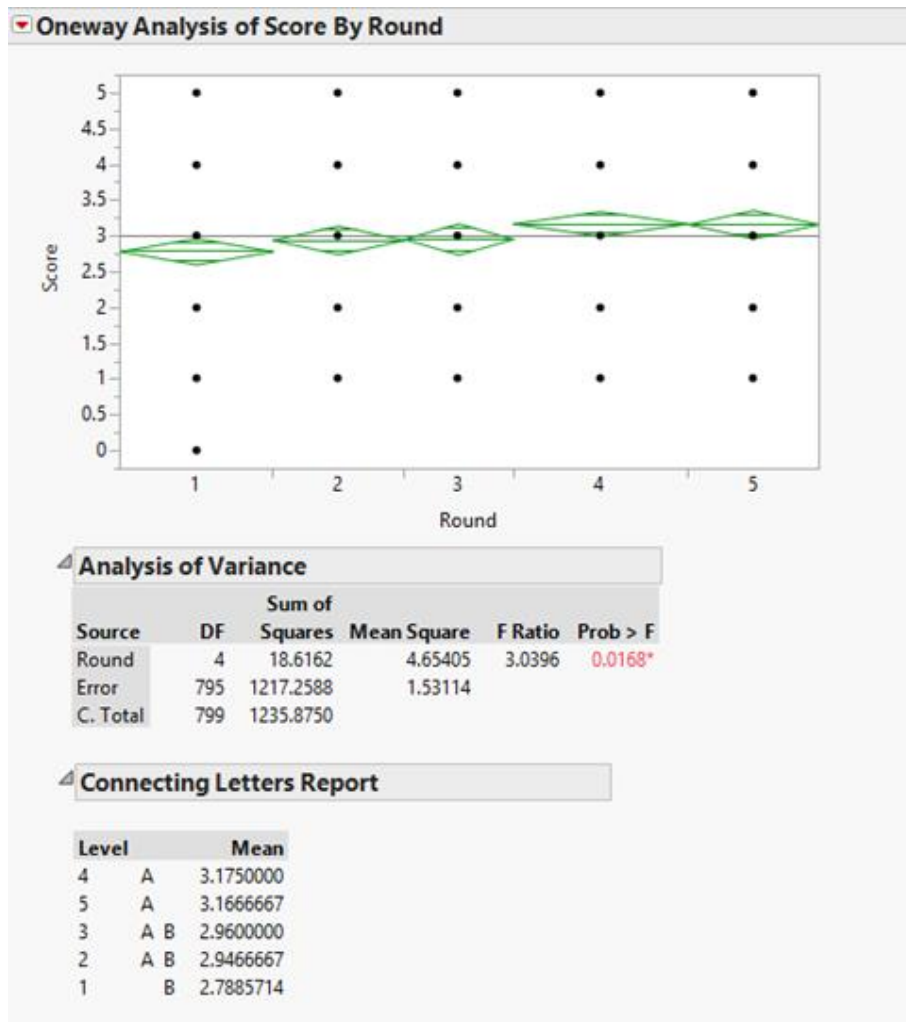 Oneway Analysis of Score By Round
5
4.5
4
3.5
3
2.5
2
1.5
1
0.5
0
Score
1 2 3 4 5
Round
Analysis of Variance
Sum of
Source DF Squares Mean Square F Ratio Prob > F
Round 4 18.6162 4.65405 3.0396 0.0168*
Error 795 1217.2588 1.53114
C. Total 799 1235.8750
Connecting Letters Report
Level Mean
4 A 3.1750000
5 A 3.1666667
3 A B 2.9600000
2 A B 2.9466667
1 B 2.7885714